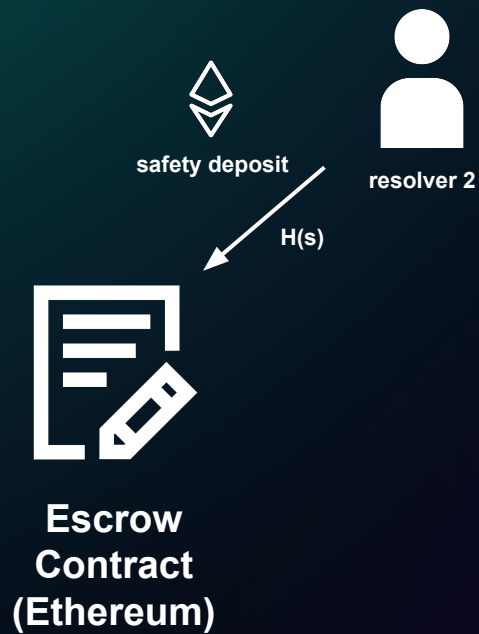 safety deposit
resolver 2
H(s)
Escrow
Contract
(Ethereum)